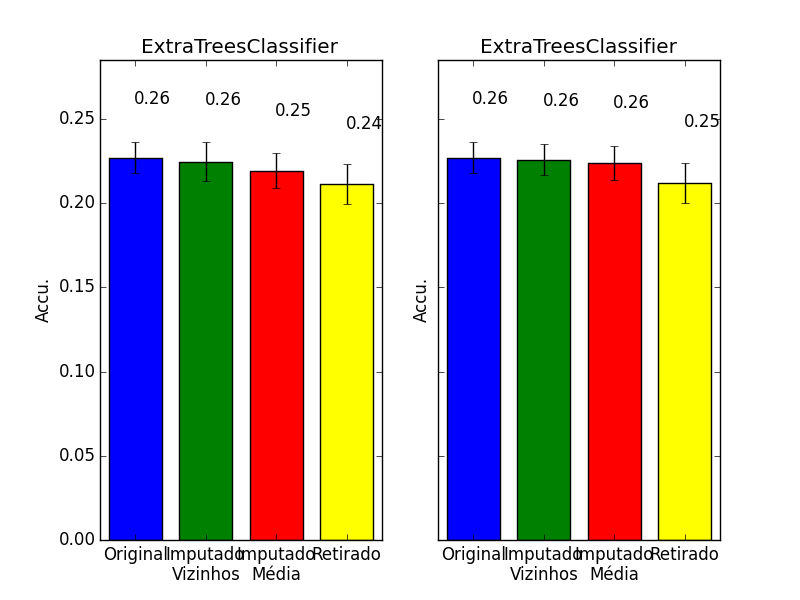 ExtraTreesClassifier
0.26
0.26
0.25
0.24
0.25
0.20
0.15
0.10
0.05
0.00
Accu.
Original
Imputado
Vizinhos
Imputado
Média
Retirado
ExtraTreesClassifier
0.26
0.26
0.26
0.25
Accu.
Original
Imputado
Vizinhos
Imputado
Média
Retirado